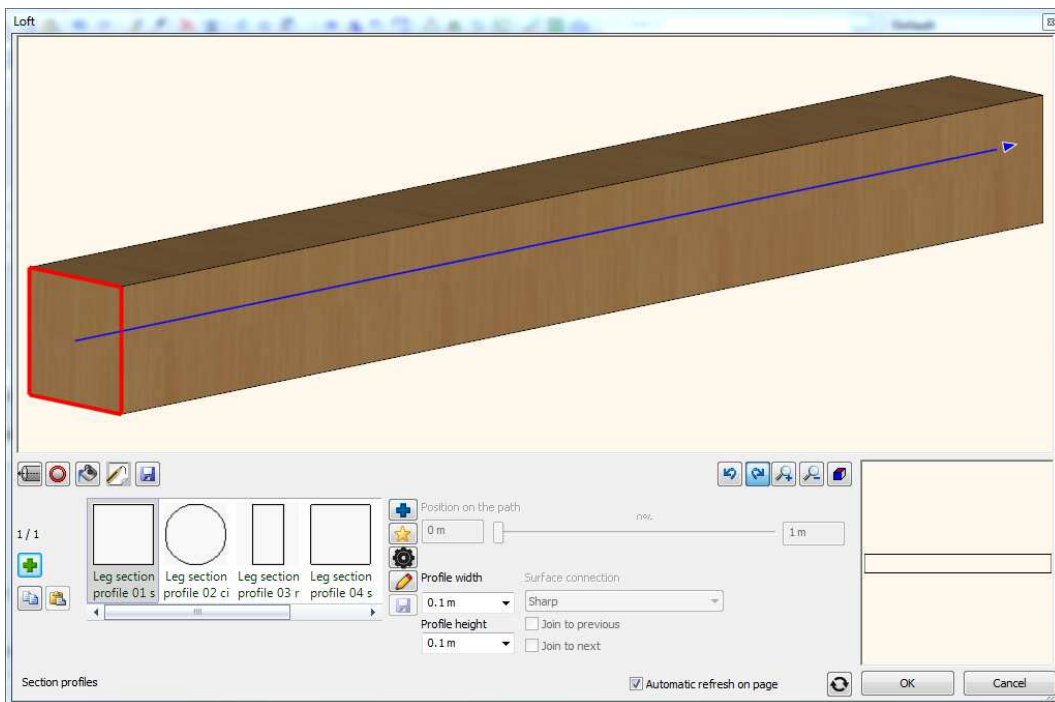 Loft
Position on the path
0%
0 m
1 m
1 / 1
Leg section profile 01 s
Leg section profile 02 ci
Leg section profile 03 r
Leg section profile 04 s
Profile width
Surface connection
0.1 m
Sharp
Profile height
Join to previous
0.1 m
Join to next
Section profiles
Automatic refresh on page
OK
Cancel